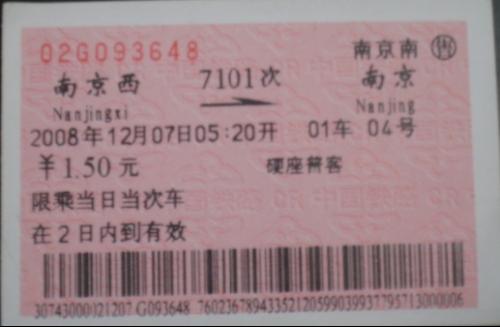 02G093648 南京南 售
南京西 7101次 南京
Nanjingxi Nanjing
2008年12月07日05:20开 01车 04号
￥1.50元 硬座普客
限乘当日当次车
在2日内到有效
30743000021207 G093648 76023678943352120599039937795713000006